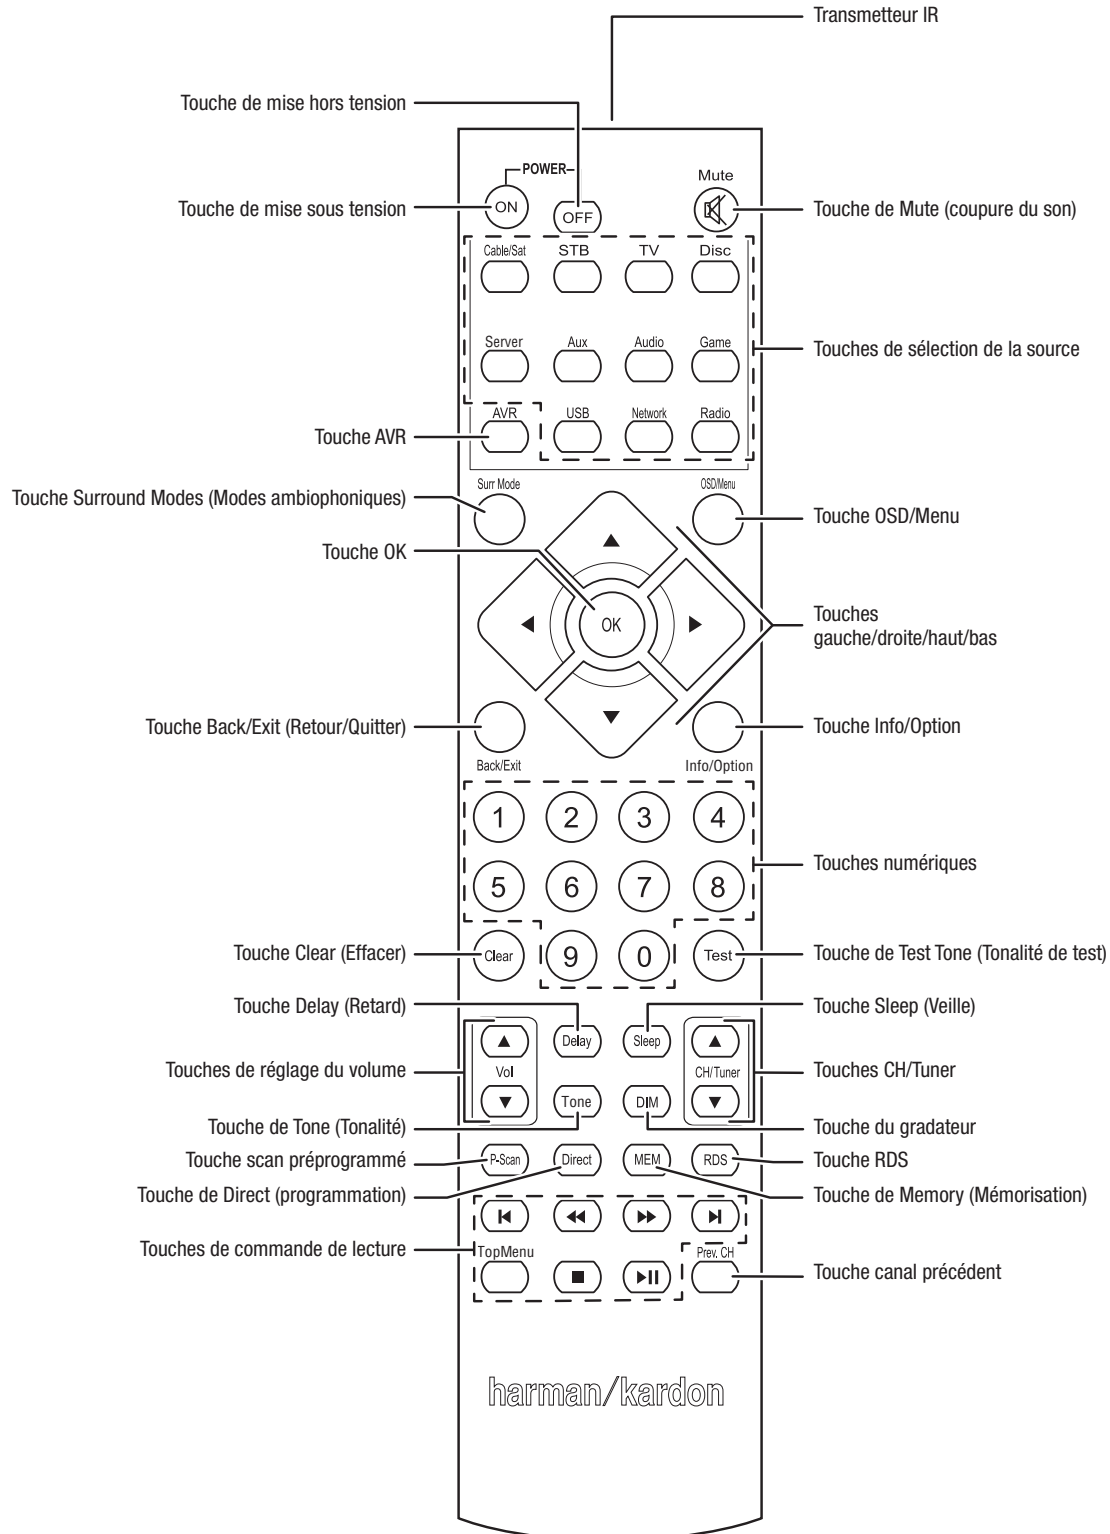 Transmetteur IR
Touche de mise hors tension
POWER
Mute
ON
OFF
Touche de mise sous tension
Touche de Mute (coupure du son)
Cable/Sat STB TV Disc
Server Aux Audio Game
Touches de sélection de la source
AVR USB Network Radio
Touche AVR
Surr Mode
OSD/Menu
Touche Surround Modes (Modes ambiophoniques)
Touche OSD/Menu
Touche OK
OK
Touches
gauche/droite/haut/bas
Touche Back/Exit (Retour/Quitter)
Touche Info/Option
Back/Exit
Info/Option
1 2 3 4
Touches numériques
5 6 7 8
Touche Clear (Effacer)
Clear 9 0 Test
Touche de Test Tone (Tonalité de test)
Touche Delay (Retard)
Touche Sleep (Veille)
Delay Sleep
Touches de réglage du volume
Vol
CH/Tuner
Touches CH/Tuner
Tone DIM
Touche de Tone (Tonalité)
Touche du gradateur
Touche scan préprogrammé
P-Scan Direct MEM RDS
Touche RDS
Touche de Direct (programmation)
Touche de Memory (Mémorisation)
Touches de commande de lecture
TopMenu
Prev. CH
Touche canal précédent
harman/kardon